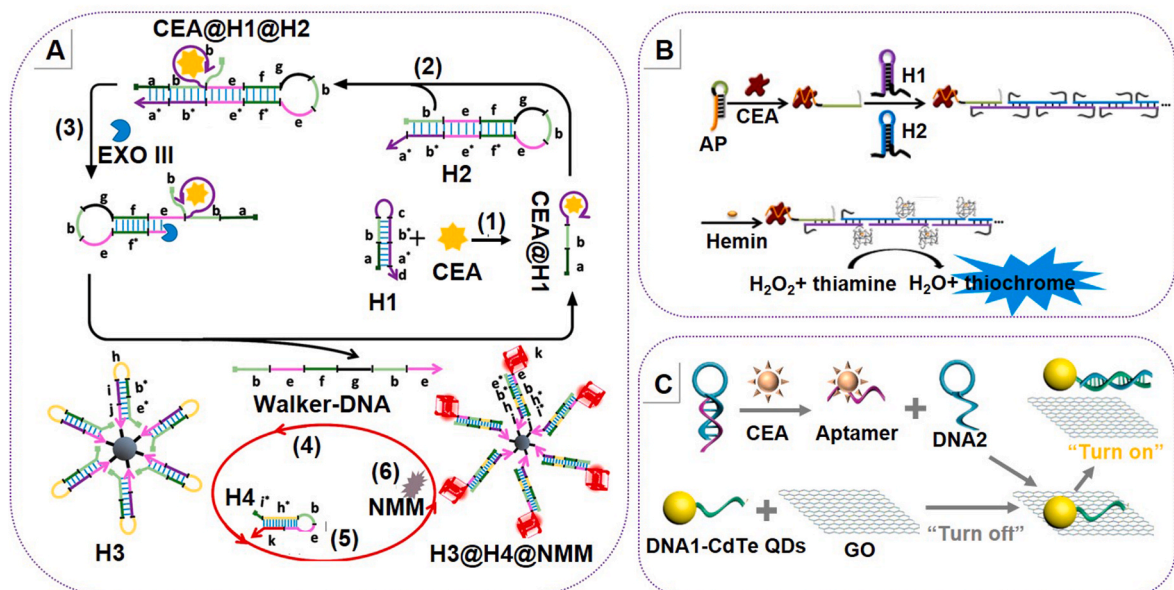 A
CEA@H1@H2
b
g
a b e f
b
a* b* e* f*
e
(2)
(3)
EXO III
b
g
f e b a
b
f*
e
b e f
g
b
a* b* e* f*
e
H2
c
b b*
a a*
d
H1
+
CEA
(1)
b
a
CEA@H1
b e f g b e
Walker-DNA
h
i b*
j e*
H3
(4)
(5)
(6)
NMM
H4
i* h* b
k e
k
e
e* b
b* h*
h i*
i
H3@H4@NMM
B
AP
CEA
H1
H2
...
Hemin
...
H2O2+ thiamine H2O+ thiochrome
C
CEA Aptamer + DNA2
“Turn on”
DNA1-CdTe QDs + GO
“Turn off”